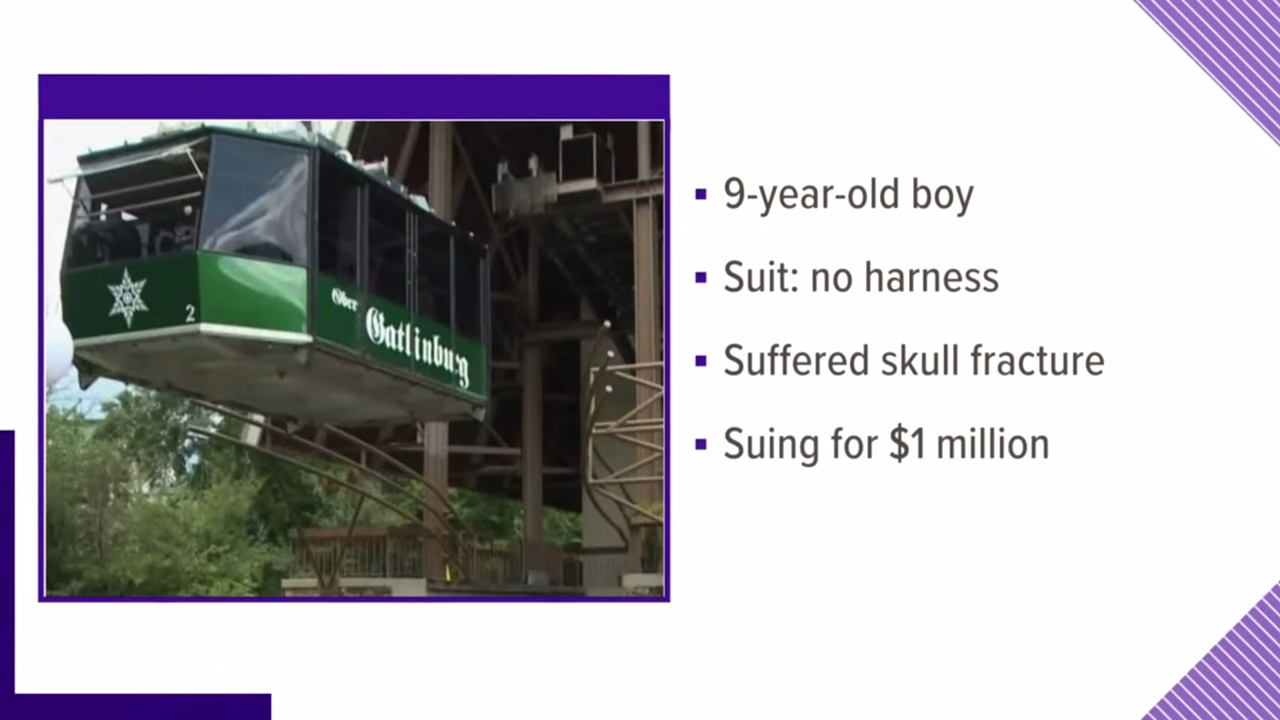 Ober
Gatlinburg
2
9-year-old boy
Suit: no harness
Suffered skull fracture
Suing for $1 million